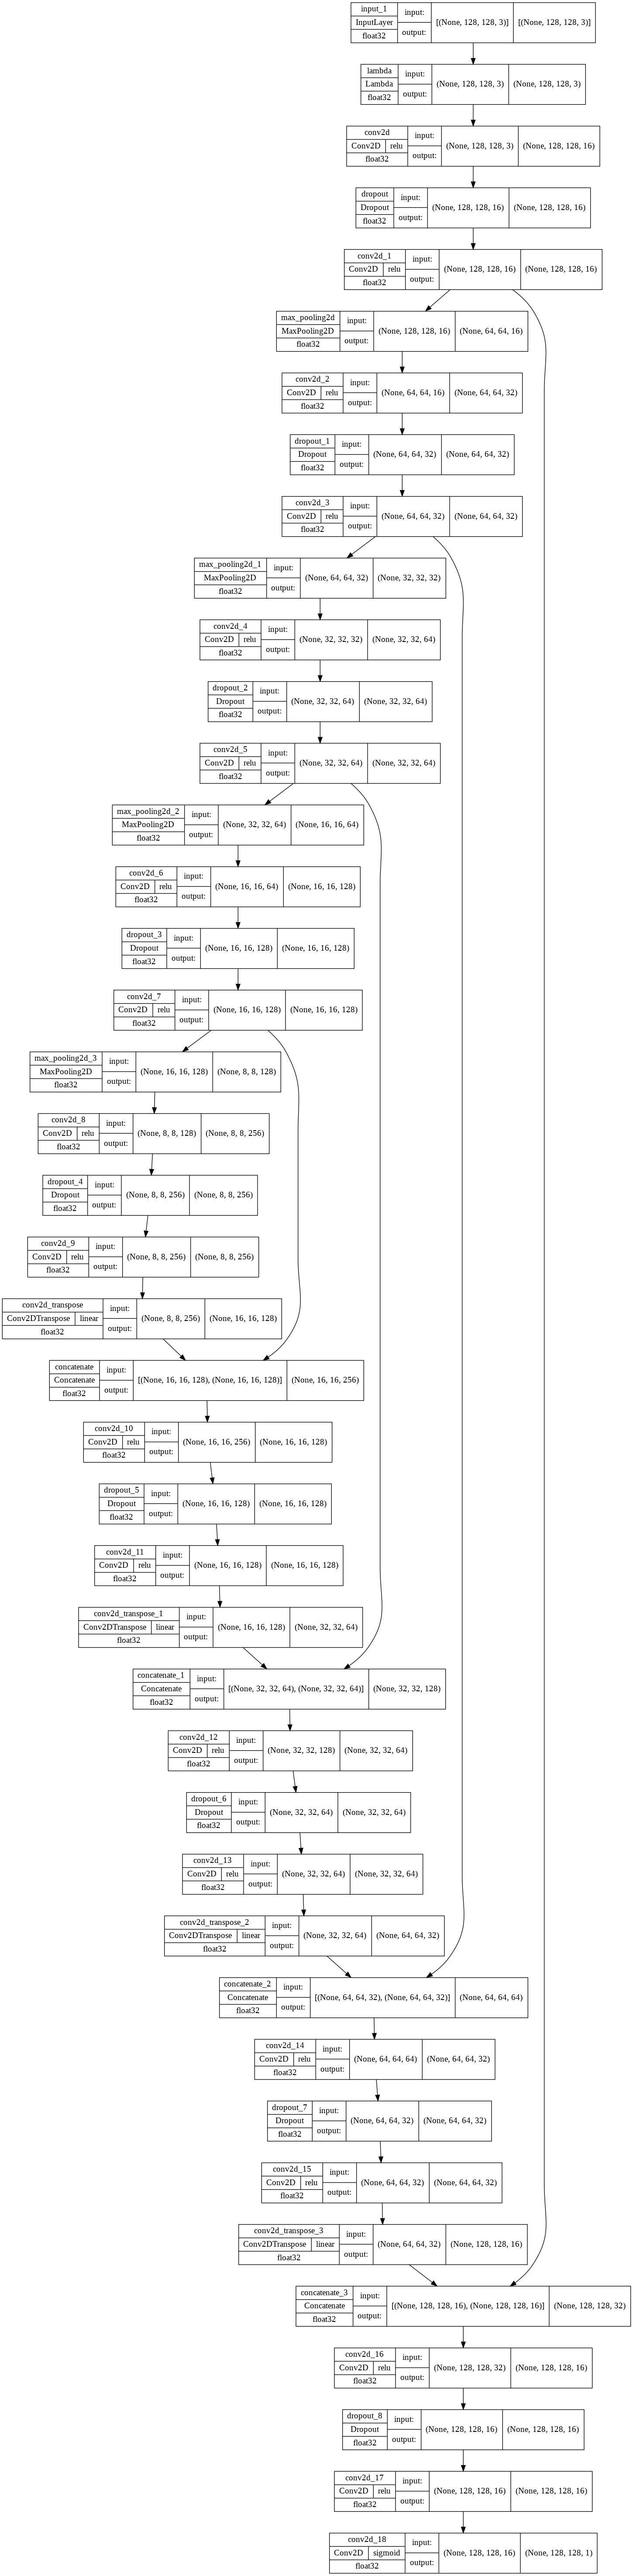 input_1 input: [(None, 128, 128, 3)] [(None, 128, 128, 3)]
InputLayer
float32 output:
lambda input: (None, 128, 128, 3) (None, 128, 128, 3)
Lambda
float32 output:
conv2d input: (None, 128, 128, 3) (None, 128, 128, 16)
Conv2D relu
float32 output:
dropout input: (None, 128, 128, 16) (None, 128, 128, 16)
Dropout
float32 output:
conv2d_1 input: (None, 128, 128, 16) (None, 128, 128, 16)
Conv2D relu
float32 output:
max_pooling2d input: (None, 128, 128, 16) (None, 64, 64, 16)
MaxPooling2D
float32 output:
conv2d_2 input: (None, 64, 64, 16) (None, 64, 64, 32)
Conv2D relu
float32 output:
dropout_1 input: (None, 64, 64, 32) (None, 64, 64, 32)
Dropout
float32 output:
conv2d_3 input: (None, 64, 64, 32) (None, 64, 64, 32)
Conv2D relu
float32 output:
max_pooling2d_1 input: (None, 64, 64, 32) (None, 32, 32, 32)
MaxPooling2D
float32 output:
conv2d_4 input: (None, 32, 32, 32) (None, 32, 32, 64)
Conv2D relu
float32 output:
dropout_2 input: (None, 32, 32, 64) (None, 32, 32, 64)
Dropout
float32 output:
conv2d_5 input: (None, 32, 32, 64) (None, 32, 32, 64)
Conv2D relu
float32 output:
max_pooling2d_2 input: (None, 32, 32, 64) (None, 16, 16, 64)
MaxPooling2D
float32 output:
conv2d_6 input: (None, 16, 16, 64) (None, 16, 16, 128)
Conv2D relu
float32 output:
dropout_3 input: (None, 16, 16, 128) (None, 16, 16, 128)
Dropout
float32 output:
conv2d_7 input: (None, 16, 16, 128) (None, 16, 16, 128)
Conv2D relu
float32 output:
max_pooling2d_3 input: (None, 16, 16, 128) (None, 8, 8, 128)
MaxPooling2D
float32 output:
conv2d_8 input: (None, 8, 8, 128) (None, 8, 8, 256)
Conv2D relu
float32 output:
dropout_4 input: (None, 8, 8, 256) (None, 8, 8, 256)
Dropout
float32 output:
conv2d_9 input: (None, 8, 8, 256) (None, 8, 8, 256)
Conv2D relu
float32 output:
conv2d_transpose input: (None, 8, 8, 256) (None, 16, 16, 128)
Conv2DTranspose linear
float32 output:
concatenate input: [(None, 16, 16, 128), (None, 16, 16, 128)] (None, 16, 16, 256)
Concatenate
float32 output:
conv2d_10 input: (None, 16, 16, 256) (None, 16, 16, 128)
Conv2D relu
float32 output:
dropout_5 input: (None, 16, 16, 128) (None, 16, 16, 128)
Dropout
float32 output:
conv2d_11 input: (None, 16, 16, 128) (None, 16, 16, 128)
Conv2D relu
float32 output:
conv2d_transpose_1 input: (None, 16, 16, 128) (None, 32, 32, 64)
Conv2DTranspose linear
float32 output:
concatenate_1 input: [(None, 32, 32, 64), (None, 32, 32, 64)] (None, 32, 32, 128)
Concatenate
float32 output:
conv2d_12 input: (None, 32, 32, 128) (None, 32, 32, 64)
Conv2D relu
float32 output:
dropout_6 input: (None, 32, 32, 64) (None, 32, 32, 64)
Dropout
float32 output:
conv2d_13 input: (None, 32, 32, 64) (None, 32, 32, 64)
Conv2D relu
float32 output:
conv2d_transpose_2 input: (None, 32, 32, 64) (None, 64, 64, 32)
Conv2DTranspose linear
float32 output:
concatenate_2 input: [(None, 64, 64, 32), (None, 64, 64, 32)] (None, 64, 64, 64)
Concatenate
float32 output:
conv2d_14 input: (None, 64, 64, 64) (None, 64, 64, 32)
Conv2D relu
float32 output:
dropout_7 input: (None, 64, 64, 32) (None, 64, 64, 32)
Dropout
float32 output:
conv2d_15 input: (None, 64, 64, 32) (None, 64, 64, 32)
Conv2D relu
float32 output:
conv2d_transpose_3 input: (None, 64, 64, 32) (None, 128, 128, 16)
Conv2DTranspose linear
float32 output:
concatenate_3 input: [(None, 128, 128, 16), (None, 128, 128, 16)] (None, 128, 128, 32)
Concatenate
float32 output:
conv2d_16 input: (None, 128, 128, 32) (None, 128, 128, 16)
Conv2D relu
float32 output:
dropout_8 input: (None, 128, 128, 16) (None, 128, 128, 16)
Dropout
float32 output:
conv2d_17 input: (None, 128, 128, 16) (None, 128, 128, 16)
Conv2D relu
float32 output:
conv2d_18 input: (None, 128, 128, 16) (None, 128, 128, 1)
Conv2D sigmoid
float32 output: